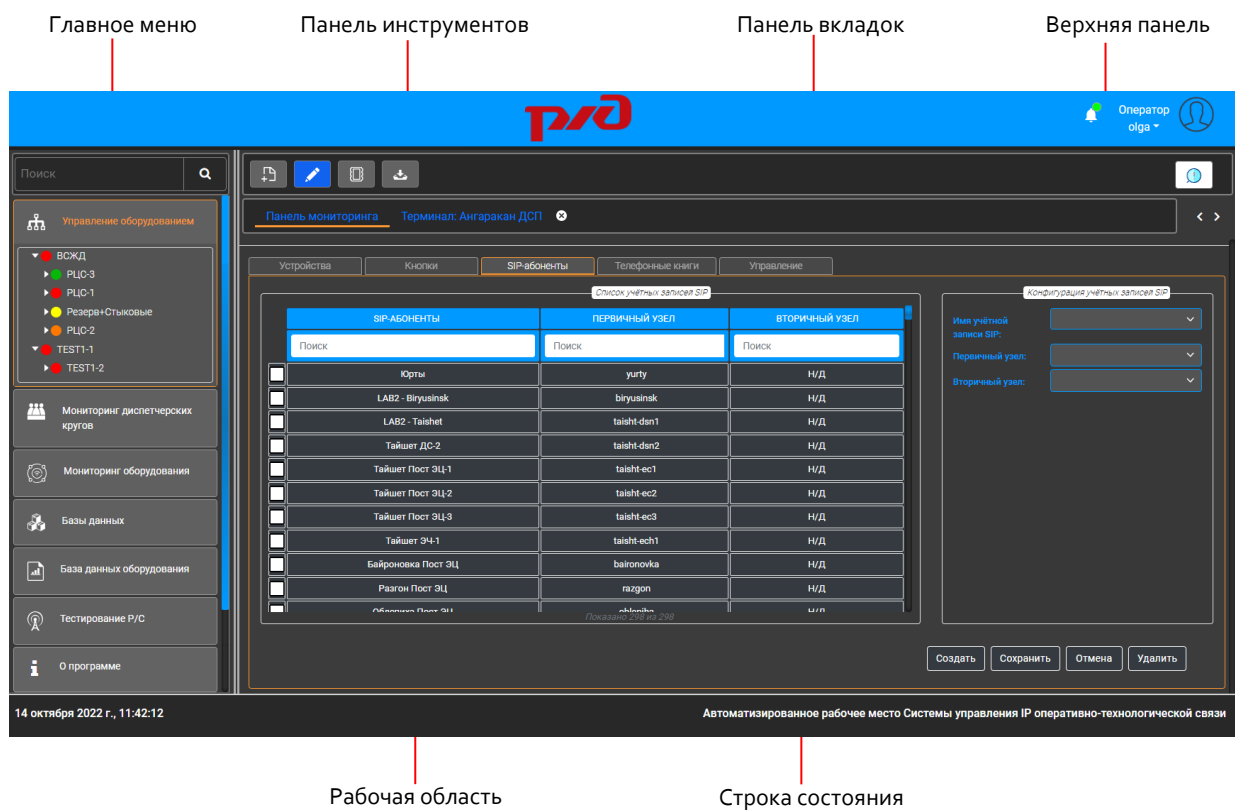 Главное меню
Панель инструментов
Панель вкладок
Верхняя панель
ржд
Оператор
olga
Поиск
Управление оборудованием
ВСЖД
РЦС-3
РЦС-1
Резерв+Стыковые
РЦС-2
TEST1-1
TEST1-2
Мониторинг диспетчерских
кругов
Мониторинг оборудования
Базы данных
База данных оборудования
Тестирование Р/С
О программе
Панель мониторинга Терминал: Ангаракан ДСП
Устройства Кнопки SIP-абоненты Телефонные книги Управление
Список учётных записей SIP
SIP-АБОНЕНТЫ ПЕРВИЧНЫЙ УЗЕЛ ВТОРИЧНЫЙ УЗЕЛ
Поиск Поиск Поиск
Юрты yurty Н/Д
LAB2 - Biryusinsk biryusinsk Н/Д
LAB2 - Taishet taisht-dsn1 Н/Д
Тайшет ДС-2 taisht-dsn2 Н/Д
Тайшет Пост ЭЦ-1 taisht-ec1 Н/Д
Тайшет Пост ЭЦ-2 taisht-ec2 Н/Д
Тайшет Пост ЭЦ-3 taisht-ec3 Н/Д
Тайшет ЭЧ-1 taisht-ech1 Н/Д
Байроновка Пост ЭЦ baironovka Н/Д
Разгон Пост ЭЦ razgon Н/Д
Облепиха Пост ЭЦ oblepiha Н/Д
Показано 298 из 298
Конфигурация учётных записей SIP
Имя учётной
записи SIP:
Первичный узел:
Вторичный узел:
Создать Сохранить Отмена Удалить
14 октября 2022 г., 11:42:12
Автоматизированное рабочее место Системы управления IP оперативно-технологической связи
Рабочая область
Строка состояния